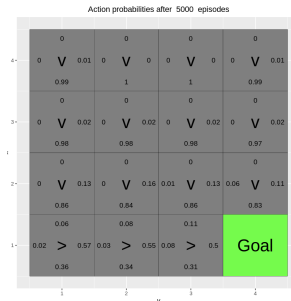 Action probabilities after 5000 episodes
0 0 0 0
4 0 V 0.01 0 V 0 0 V 0 0 V 0.01
0.99 1 1 0.99
0 0 0 0
3 0 V 0.02 0 V 0.02 0 V 0.02 0 V 0.02
0.98 0.98 0.98 0.97
0 0 0 0
2 0 V 0.13 0 V 0.16 0.01 V 0.13 0.06 V 0.11
0.86 0.84 0.86 0.83
0.06 0.08 0.11
1 0.02 > 0.57 0.03 > 0.55 0.08 > 0.5 Goal
0.36 0.34 0.31
1 2 3 4